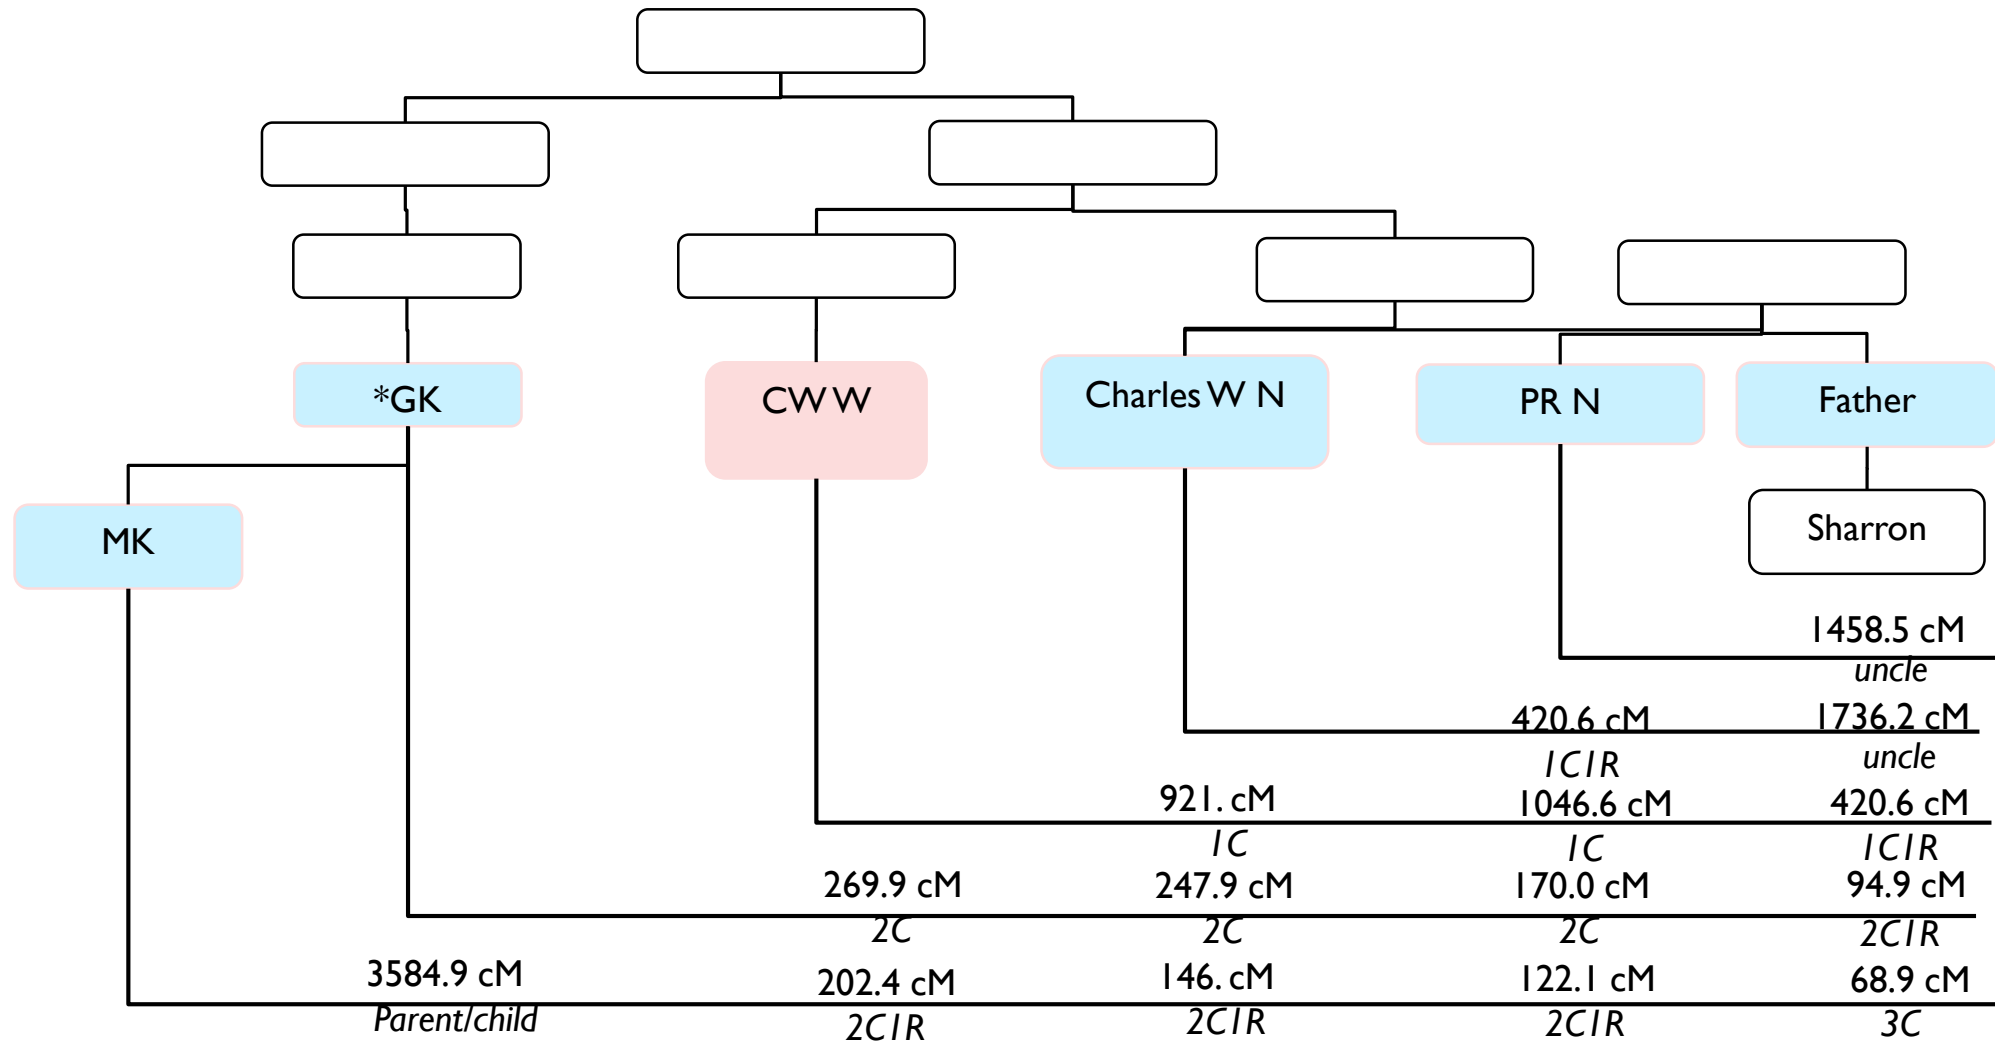 *GK
CW W
Charles W N
PR N
Father
MK
Sharron
1458.5 cM
uncle
420.6 cM
1736.2 cM
1C1R
uncle
921. cM
1046.6 cM
420.6 cM
1C
1C
1C1R
269.9 cM
247.9 cM
170.0 cM
94.9 cM
2C
2C
2C
2C1R
3584.9 cM
202.4 cM
146. cM
122.1 cM
68.9 cM
Parent/child
2C1R
2C1R
2C1R
3C